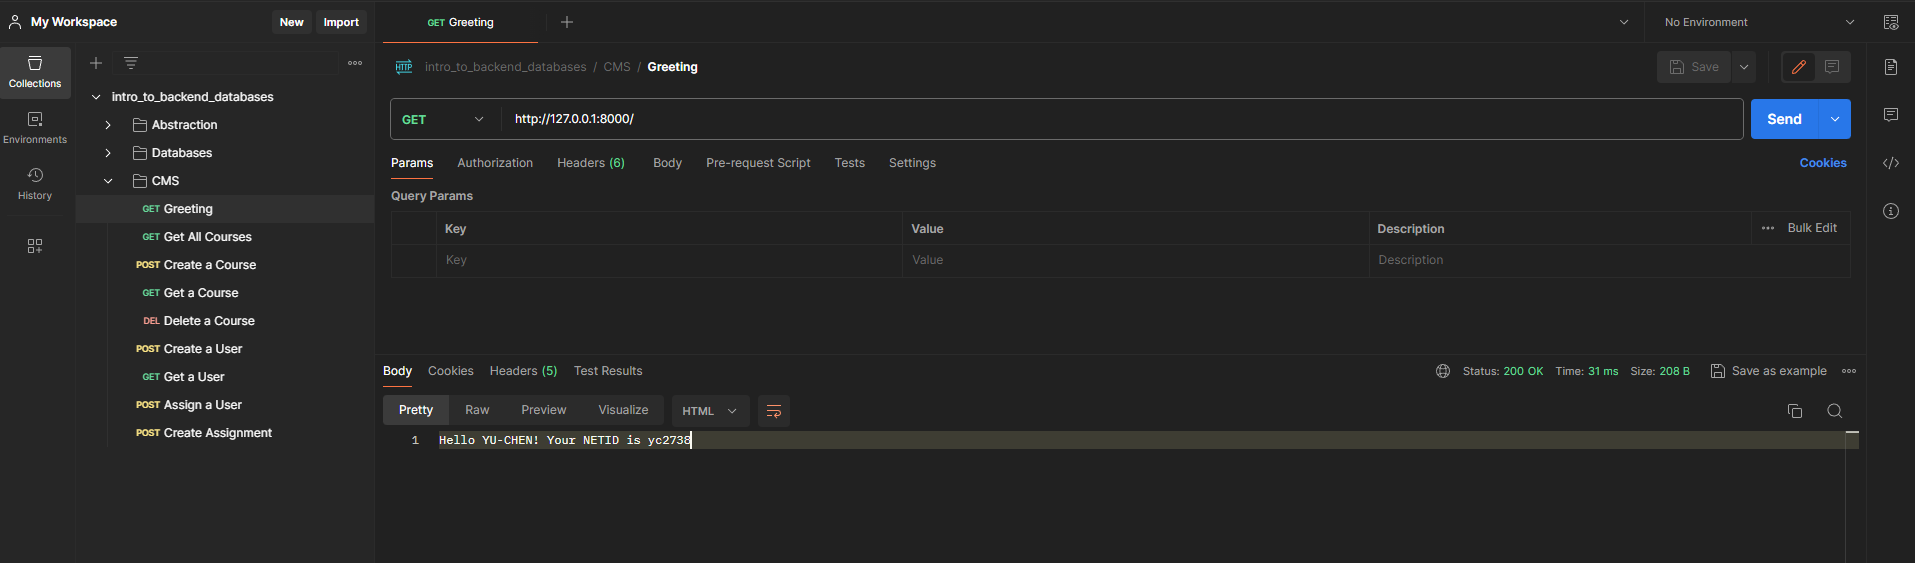 My Workspace New Import
GET Greeting
No Environment
Collections
Environments
History
intro_to_backend_databases
Abstraction
Databases
CMS
GET Greeting
GET Get All Courses
POST Create a Course
GET Get a Course
DEL Delete a Course
POST Create a User
GET Get a User
POST Assign a User
POST Create Assignment
HTTP intro_to_backend_databases / CMS / Greeting
Save
GET http://127.0.0.1:8000/ Send
Params Authorization Headers (6) Body Pre-request Script Tests Settings Cookies
Query Params
Key Value Description Bulk Edit
Key Value Description
Body Cookies Headers (5) Test Results Status: 200 OK Time: 31 ms Size: 208 B Save as example
Pretty Raw Preview Visualize HTML
1 Hello YU-CHEN! Your NETID is yc2738